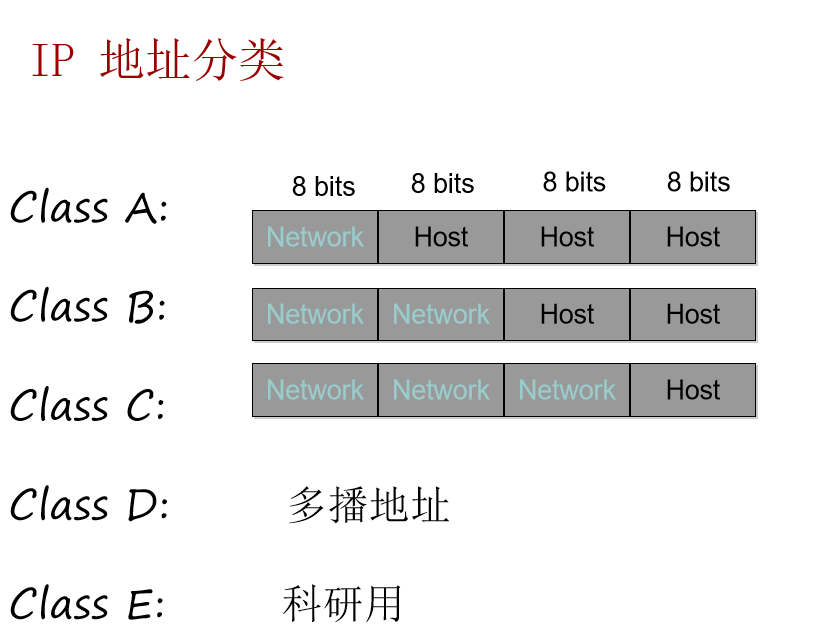 IP 地址分类
8 bits 8 bits 8 bits 8 bits
Class A: Network Host Host Host
Class B: Network Network Host Host
Class C: Network Network Network Host
Class D: 多播地址
Class E: 科研用